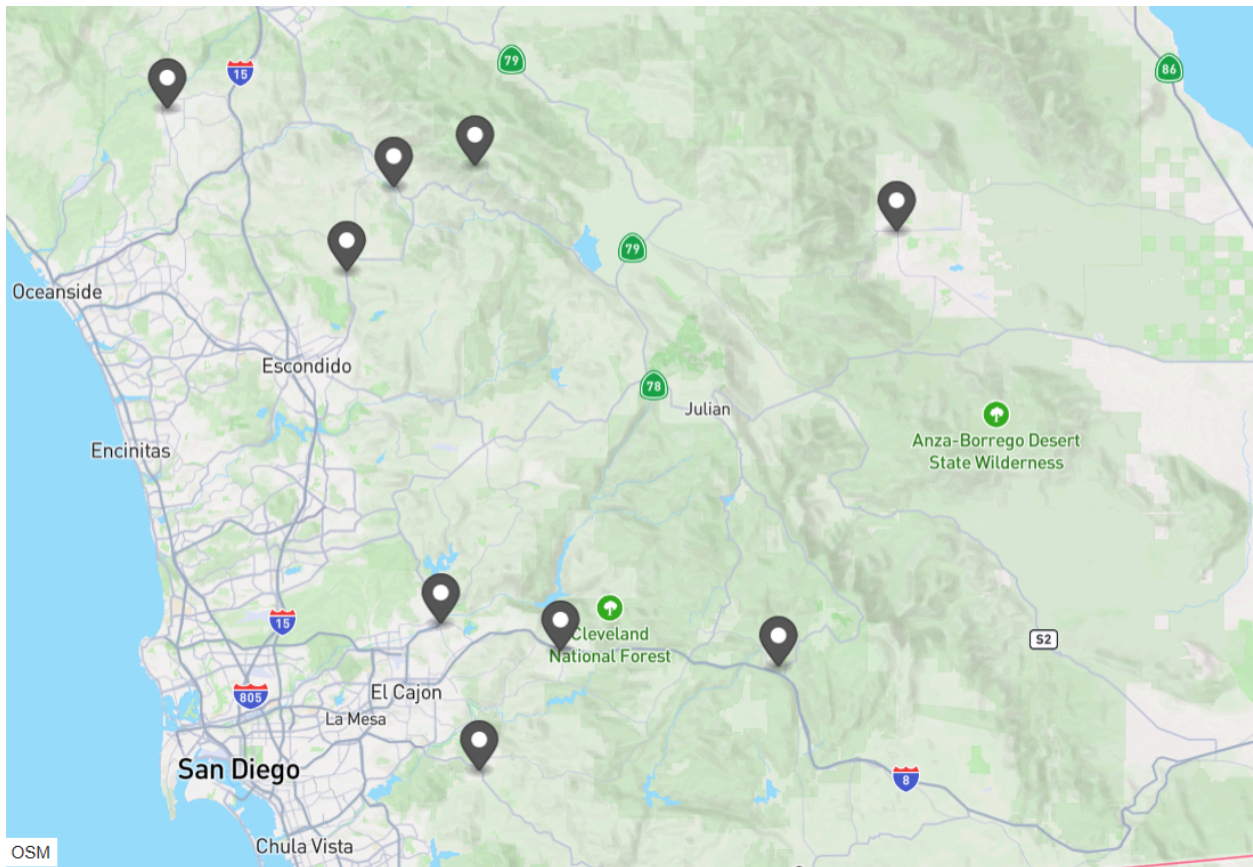 79
15
86
Oceanside
79
Escondido
78
Julian
Encinitas
Anza-Borrego Desert
State Wilderness
15
Cleveland
National Forest
S2
805
El Cajon
La Mesa
San Diego
8
Chula Vista
OSM